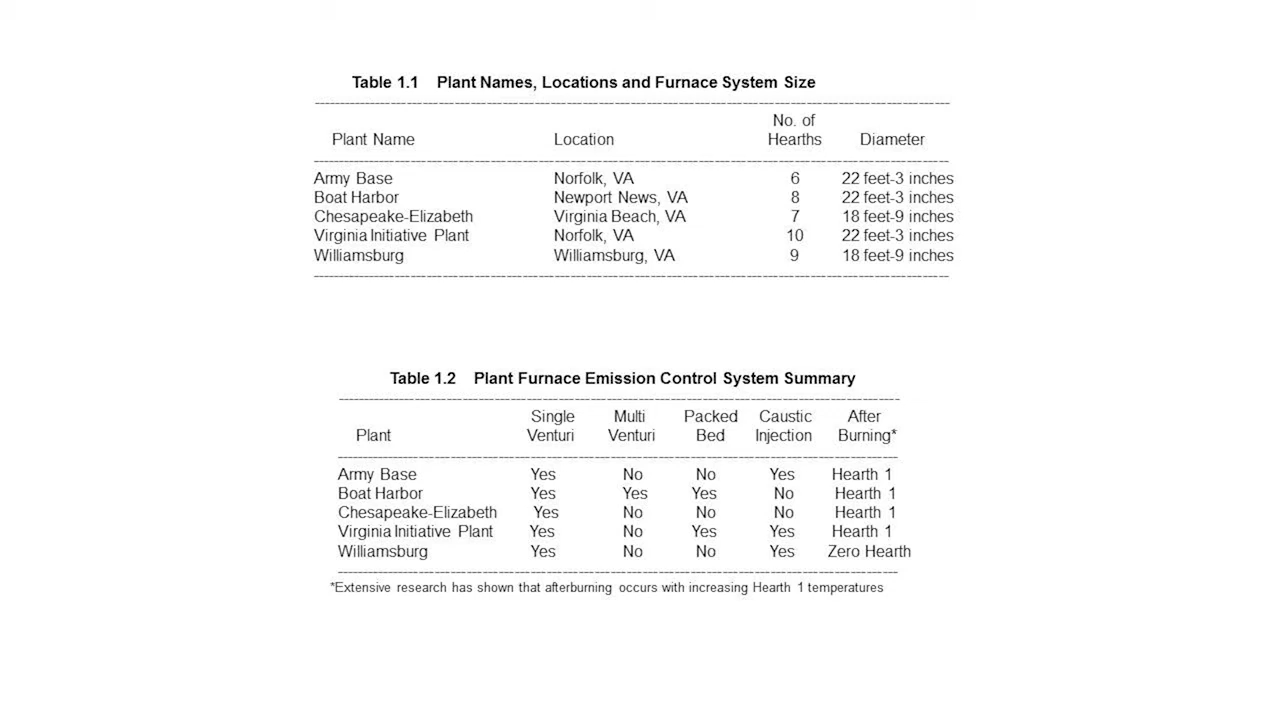 Table 1.1 Plant Names, Locations and Furnace System Size
No. of
Plant Name Location Hearths Diameter
Army Base Norfolk, VA 6 22 feet-3 inches
Boat Harbor Newport News, VA 8 22 feet-3 inches
Chesapeake-Elizabeth Virginia Beach, VA 7 18 feet-9 inches
Virginia Initiative Plant Norfolk, VA 10 22 feet-3 inches
Williamsburg Williamsburg, VA 9 18 feet-9 inches
Table 1.2 Plant Furnace Emission Control System Summary
Single Multi Packed Caustic After
Plant Venturi Venturi Bed Injection Burning*
Army Base Yes No No Yes Hearth 1
Boat Harbor Yes Yes Yes No Hearth 1
Chesapeake-Elizabeth Yes No No No Hearth 1
Virginia Initiative Plant Yes No Yes Yes Hearth 1
Williamsburg Yes No No Yes Zero Hearth
*Extensive research has shown that afterburning occurs with increasing Hearth 1 temperatures